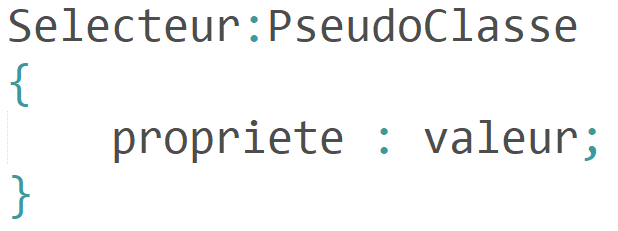 Selecteur:PseudoClasse
{
    propriete : valeur;
}